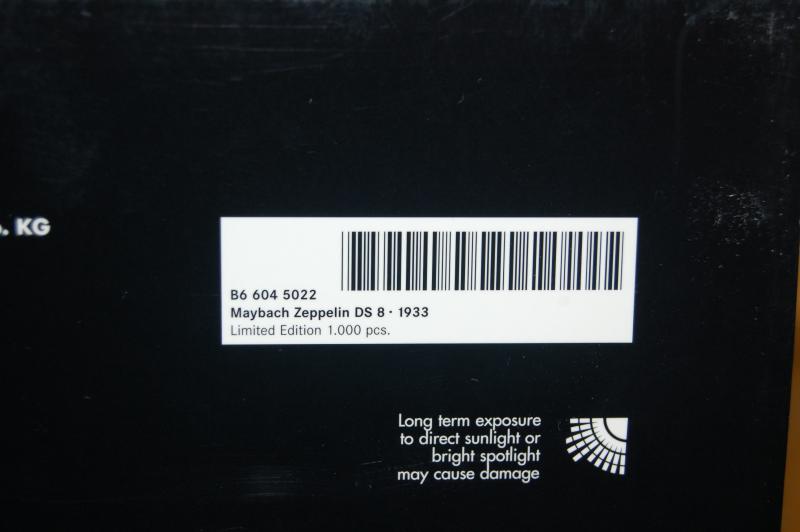 KG
B6 604 5022
Maybach Zeppelin DS 8 · 1933
Limited Edition 1.000 pcs.
Long term exposure
to direct sunlight or
bright spotlight
may cause damage